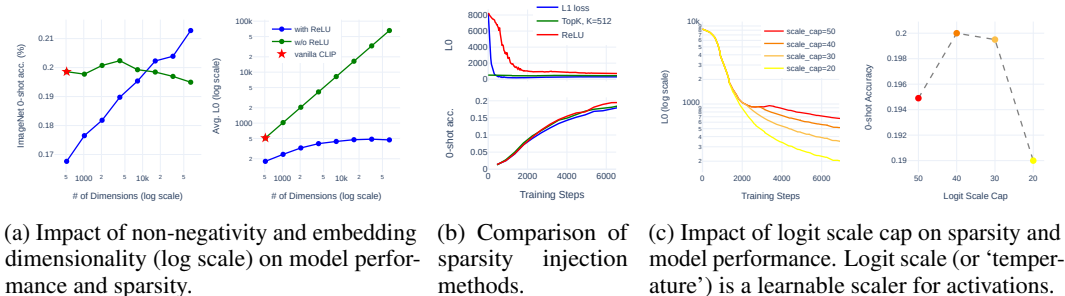 ImageNet 0-shot acc. (%)
0.21
0.2
0.19
0.18
0.17
5 1000 2 5 10k 2 5
# of Dimensions (log scale)
Avg. L0 (log scale)
100k
5
2
10k
5
2
1000
5
2
with ReLU
w/o ReLU
vanilla CLIP
5 1000 2 5 10k 2 5
# of Dimensions (log scale)
L0
8000
6000
4000
2000
0
L1 loss
TopK, K=512
ReLU
0-shot acc.
0.2
0.15
0.1
0.05
0
0 2000 4000 6000
Training Steps
L0 (log scale)
10k
5
2
1000
5
2
scale_cap=50
scale_cap=40
scale_cap=30
scale_cap=20
0 2000 4000 6000
Training Steps
0-shot Accuracy
0.2
0.198
0.196
0.194
0.192
0.19
50 40 30 20
Logit Scale Cap
(a) Impact of non-negativity and embedding
dimensionality (log scale) on model perfor-
mance and sparsity.
(b) Comparison of
sparsity injection
methods.
(c) Impact of logit scale cap on sparsity and
model performance. Logit scale (or ‘temper-
ature’) is a learnable scaler for activations.